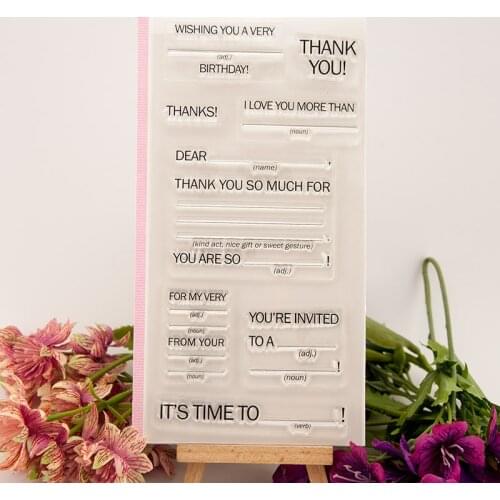 WISHING YOU A VERY
(adj.)
BIRTHDAY!
THANK
YOU!
THANKS!
I LOVE YOU MORE THAN
(noun)
DEAR ,
(name)
THANK YOU SO MUCH FOR
(kind act, nice gift or sweet gesture)
YOU ARE SO !
(adj.)
FOR MY VERY
(adj.)
(noun)
FROM YOUR
(adj.)
(noun)
YOU'RE INVITED
TO A
(adj.)
!
(noun)
IT'S TIME TO !
(verb)